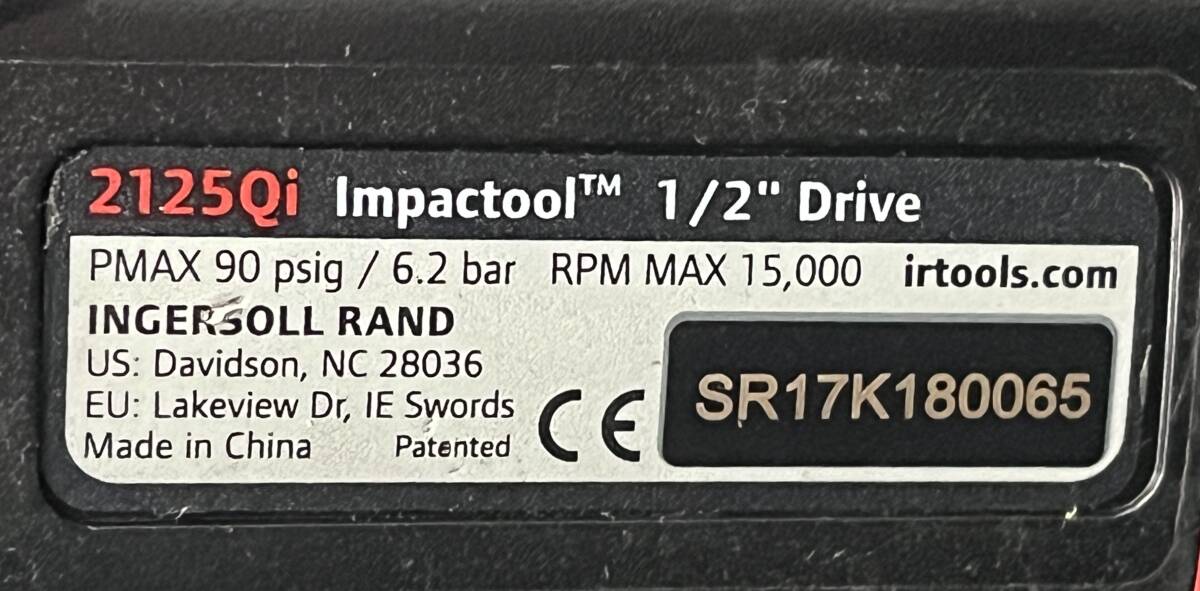 2125Qi Impactool™ 1/2" Drive
PMAX 90 psig / 6.2 bar RPM MAX 15,000 irtools.com
INGERSOLL RAND
US: Davidson, NC 28036
EU: Lakeview Dr, IE Swords
Made in China Patented CE
SR17K180065